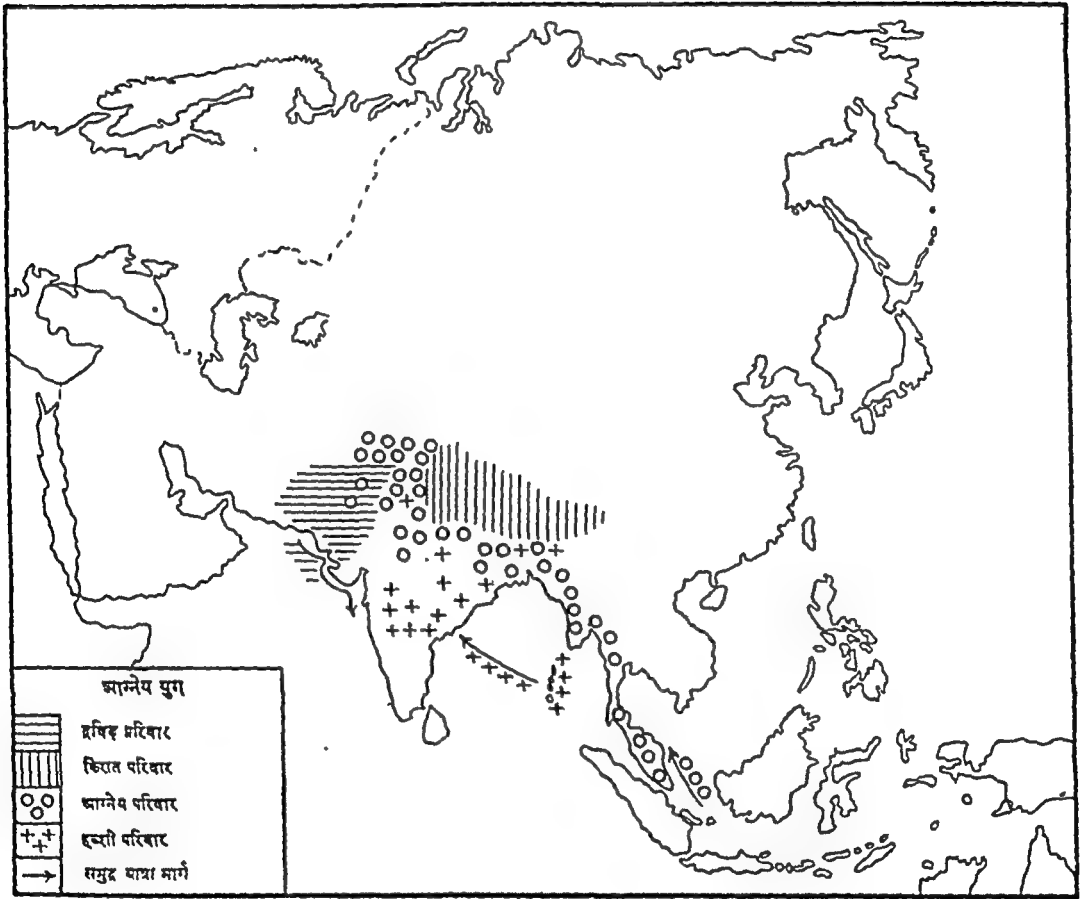 आग्नेय युग
द्रविड़ परिवार
किरात परिवार
आग्नेय परिवार
हब्शी परिवार
समुद्र यात्रा मार्ग